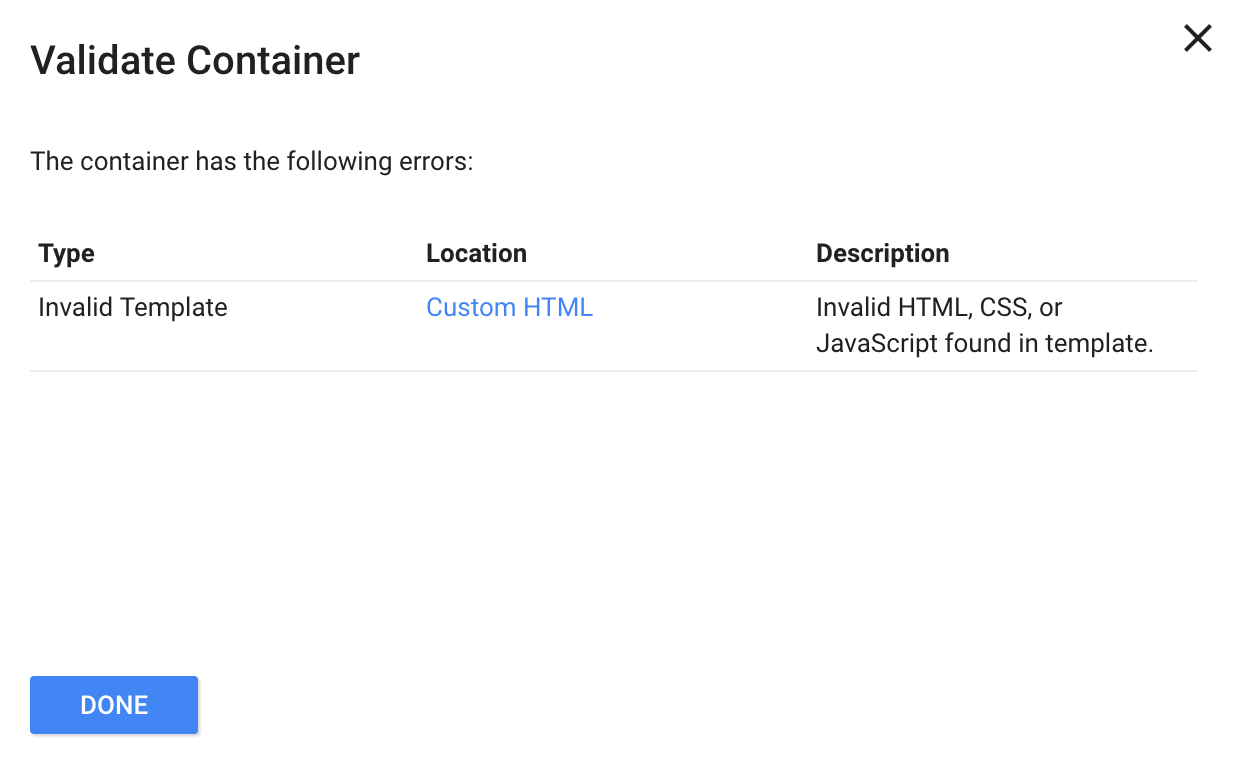 Validate Container
The container has the following errors:
Type Location Description
Invalid Template Custom HTML Invalid HTML, CSS, or
JavaScript found in template.
DONE